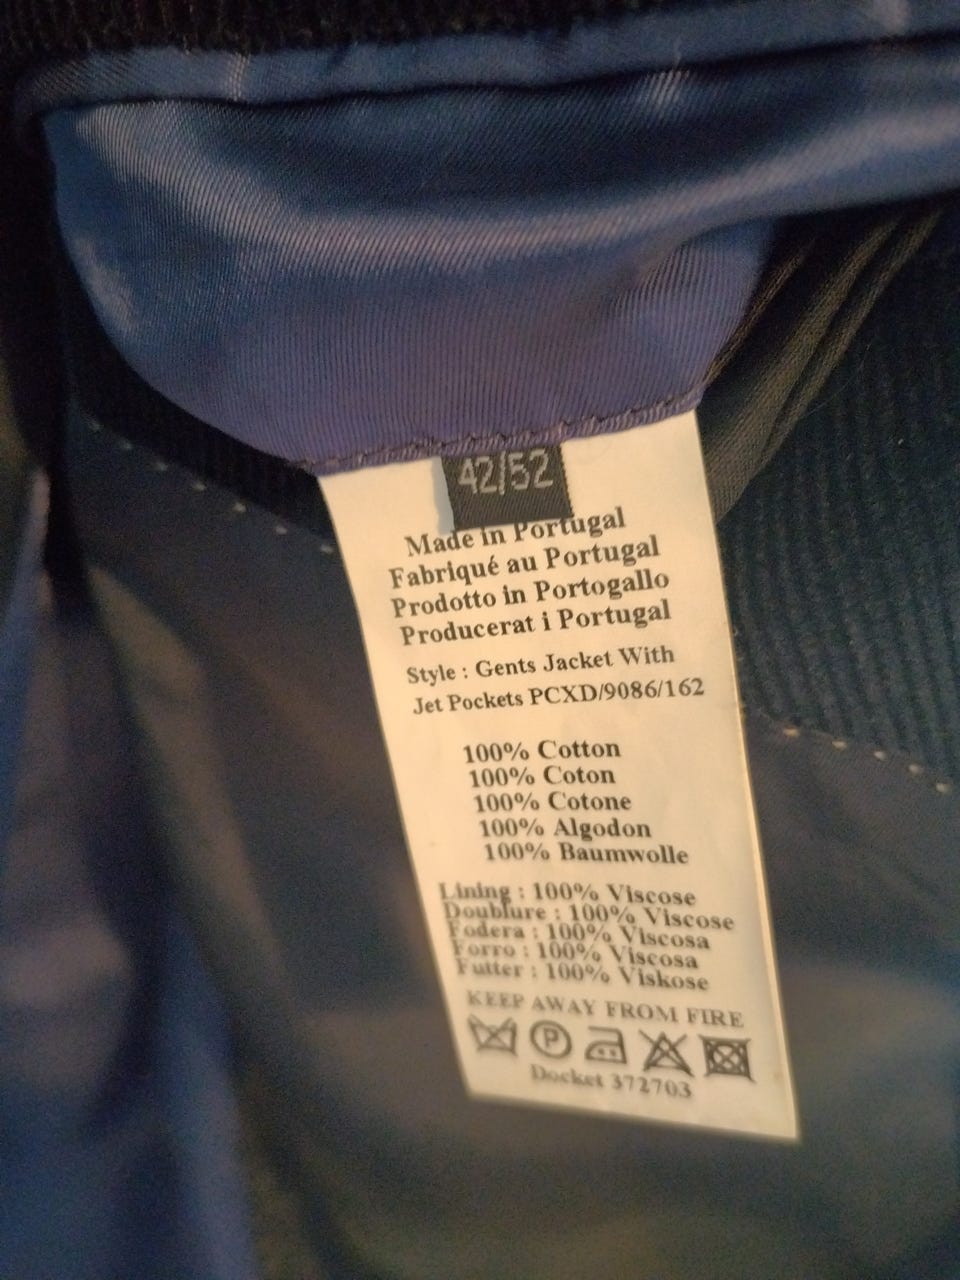 42/52
Made in Portugal
Fabriqué au Portugal
Prodotto in Portogallo
Producerat i Portugal
Style : Gents Jacket With
Jet Pockets PCXD/9086/162
100% Cotton
100% Coton
100% Cotone
100% Algodon
100% Baumwolle
Lining : 100% Viscose
Doublure : 100% Viscose
Fodera : 100% Viscosa
Forro : 100% Viscosa
Futter : 100% Viskose
KEEP AWAY FROM FIRE
P
Docket 372703